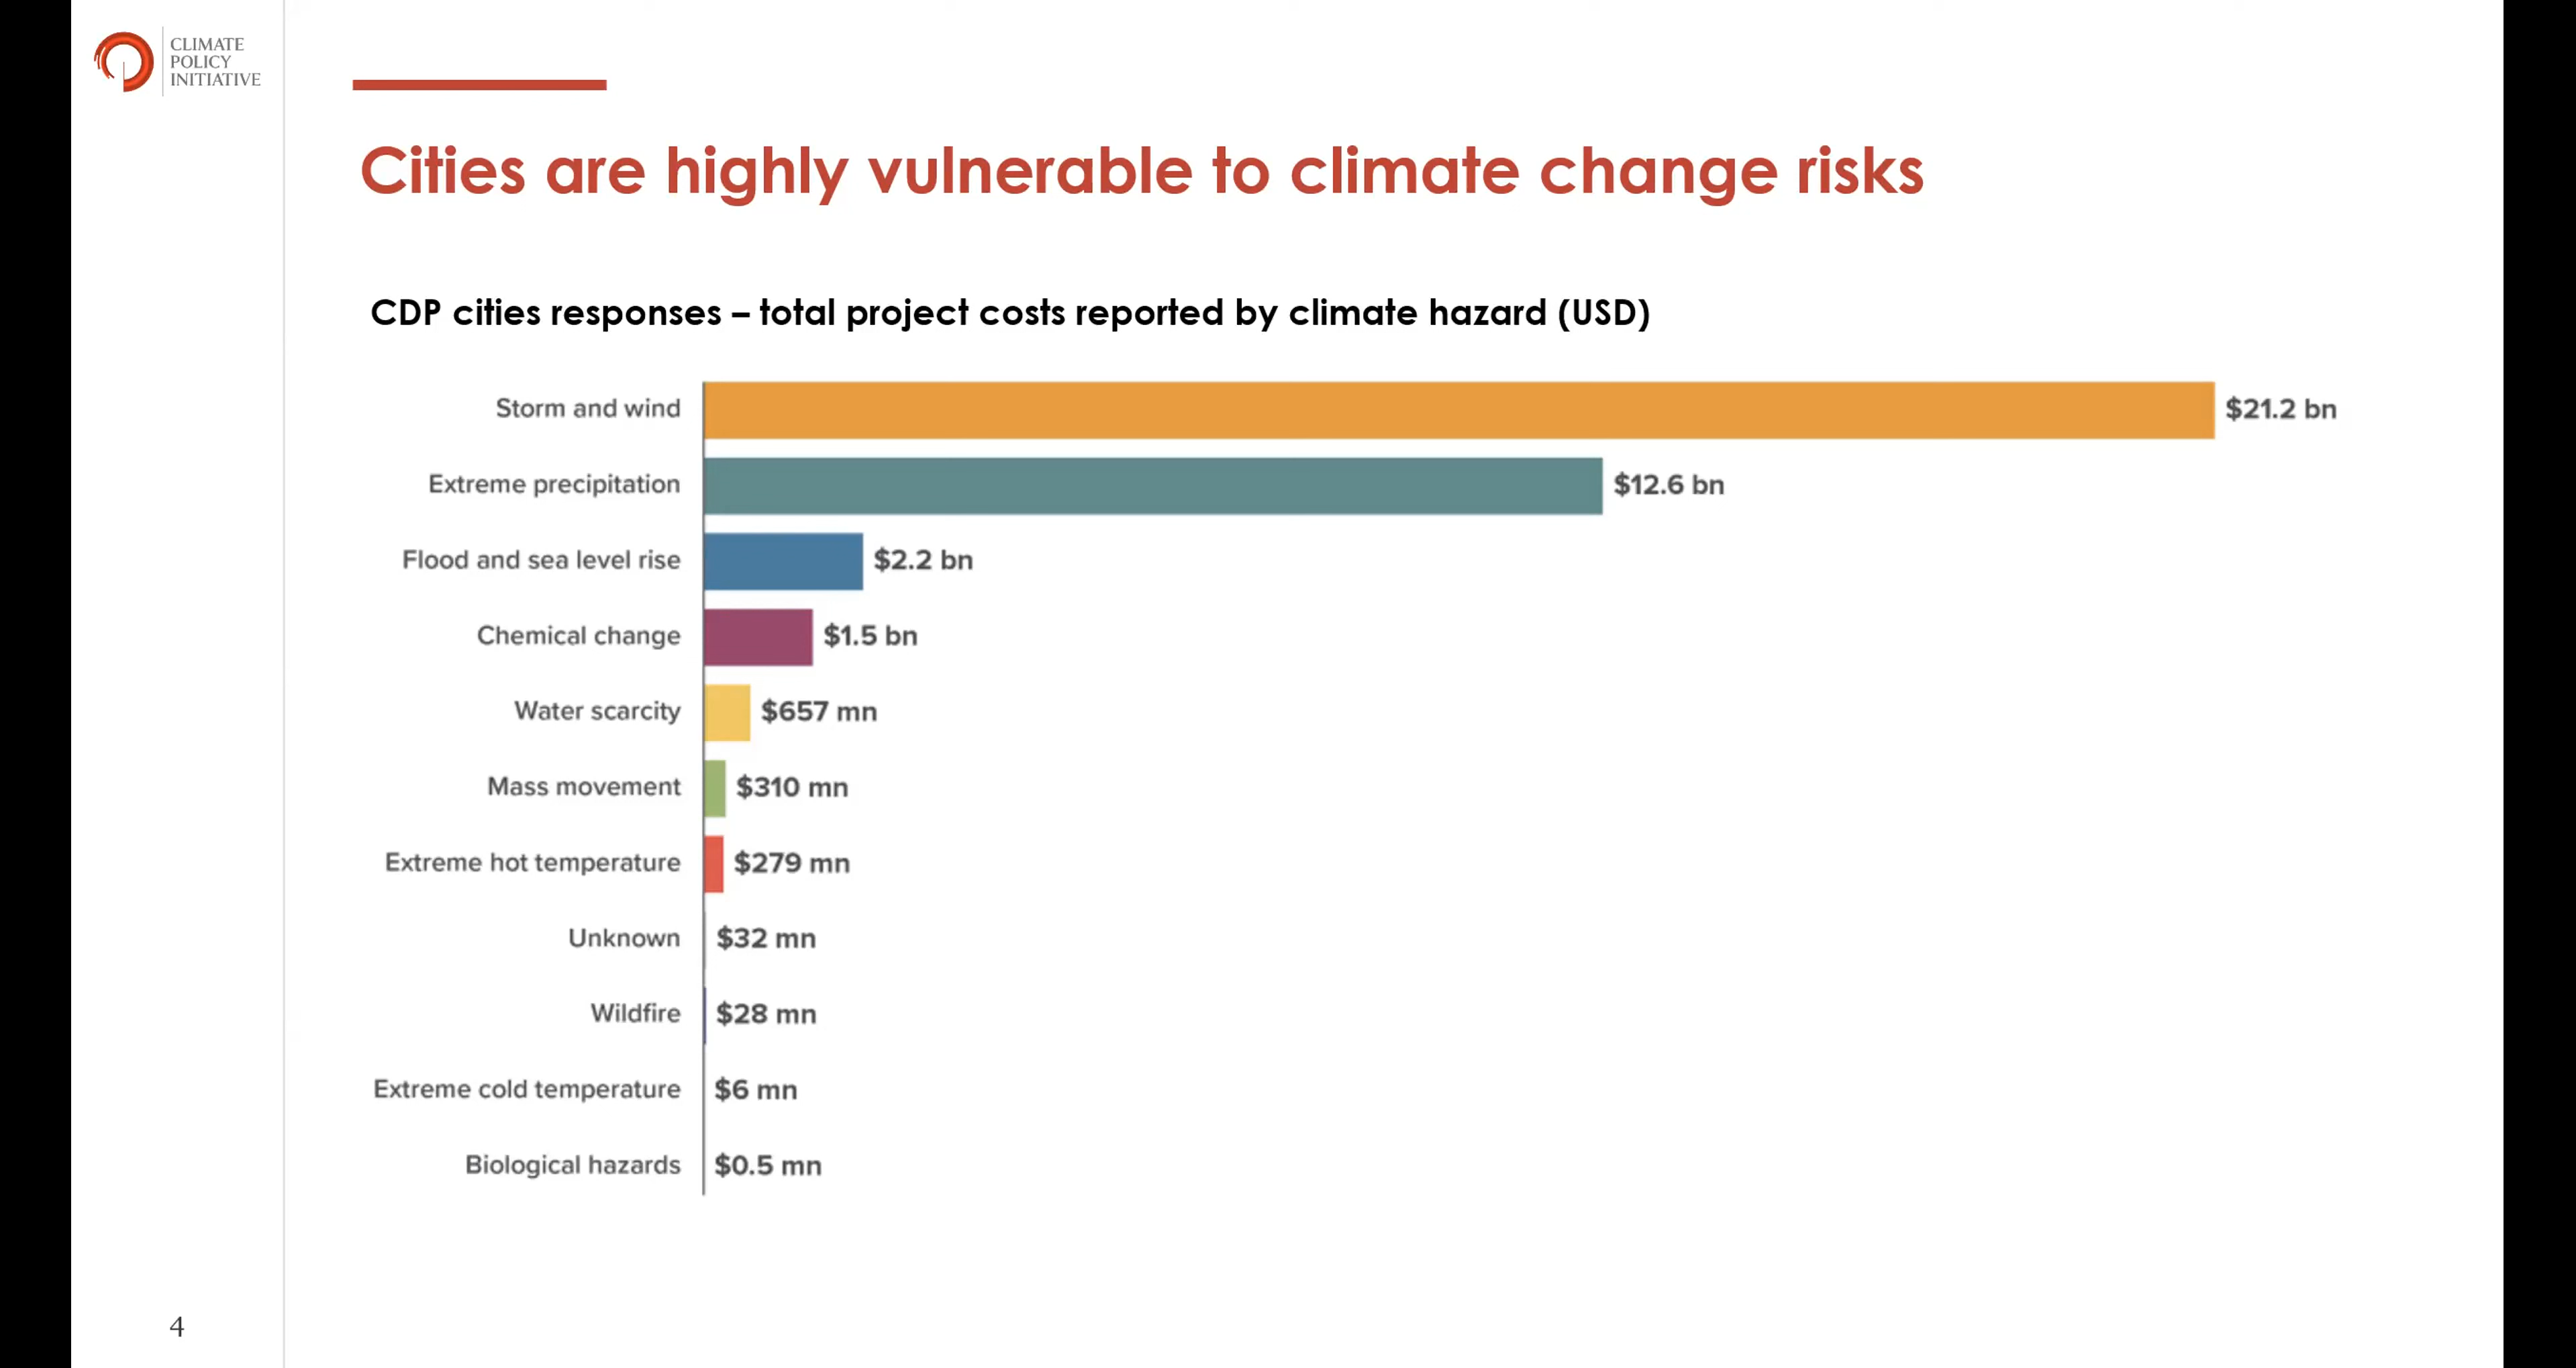 CLIMATE
POLICY
INITIATIVE
Cities are highly vulnerable to climate change risks
CDP cities responses – total project costs reported by climate hazard (USD)
Storm and wind $21.2 bn
Extreme precipitation $12.6 bn
Flood and sea level rise $2.2 bn
Chemical change $1.5 bn
Water scarcity $657 mn
Mass movement $310 mn
Extreme hot temperature $279 mn
Unknown $32 mn
Wildfire $28 mn
Extreme cold temperature $6 mn
Biological hazards $0.5 mn
4